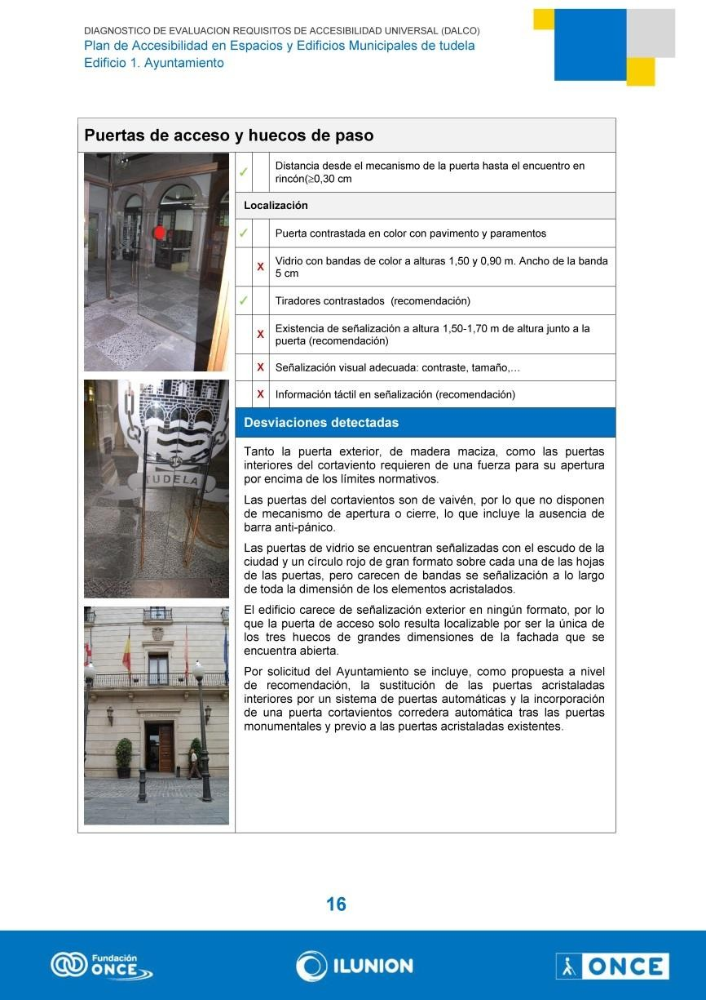 DIAGNOSTICO DE EVALUACION REQUISITOS DE ACCESIBILIDAD UNIVERSAL (DALCO)
Plan de Accesibilidad en Espacios y Edificios Municipales de tudela
Edificio 1. Ayuntamiento
Puertas de acceso y huecos de paso
✓ Distancia desde el mecanismo de la puerta hasta el encuentro en
rincón(≥0,30 cm
Localización
✓ Puerta contrastada en color con pavimento y paramentos
X Vidrio con bandas de color a alturas 1,50 y 0,90 m. Ancho de la banda
5 cm
✓ Tiradores contrastados (recomendación)
X Existencia de señalización a altura 1,50-1,70 m de altura junto a la
puerta (recomendación)
X Señalización visual adecuada: contraste, tamaño,…
X Información táctil en señalización (recomendación)
TUDELA
Desviaciones detectadas
Tanto la puerta exterior, de madera maciza, como las puertas
interiores del cortaviento requieren de una fuerza para su apertura
por encima de los límites normativos.
Las puertas del cortavientos son de vaivén, por lo que no disponen
de mecanismo de apertura o cierre, lo que incluye la ausencia de
barra anti-pánico.
Las puertas de vidrio se encuentran señalizadas con el escudo de la
ciudad y un círculo rojo de gran formato sobre cada una de las hojas
de las puertas, pero carecen de bandas se señalización a lo largo
de toda la dimensión de los elementos acristalados.
El edificio carece de señalización exterior en ningún formato, por lo
que la puerta de acceso solo resulta localizable por ser la única de
los tres huecos de grandes dimensiones de la fachada que se
encuentra abierta.
Por solicitud del Ayuntamiento se incluye, como propuesta a nivel
de recomendación, la sustitución de las puertas acristaladas
interiores por un sistema de puertas automáticas y la incorporación
de una puerta cortavientos corredera automática tras las puertas
monumentales y previo a las puertas acristaladas existentes.
16
Fundación
ONCE
ILUNION
ONCE